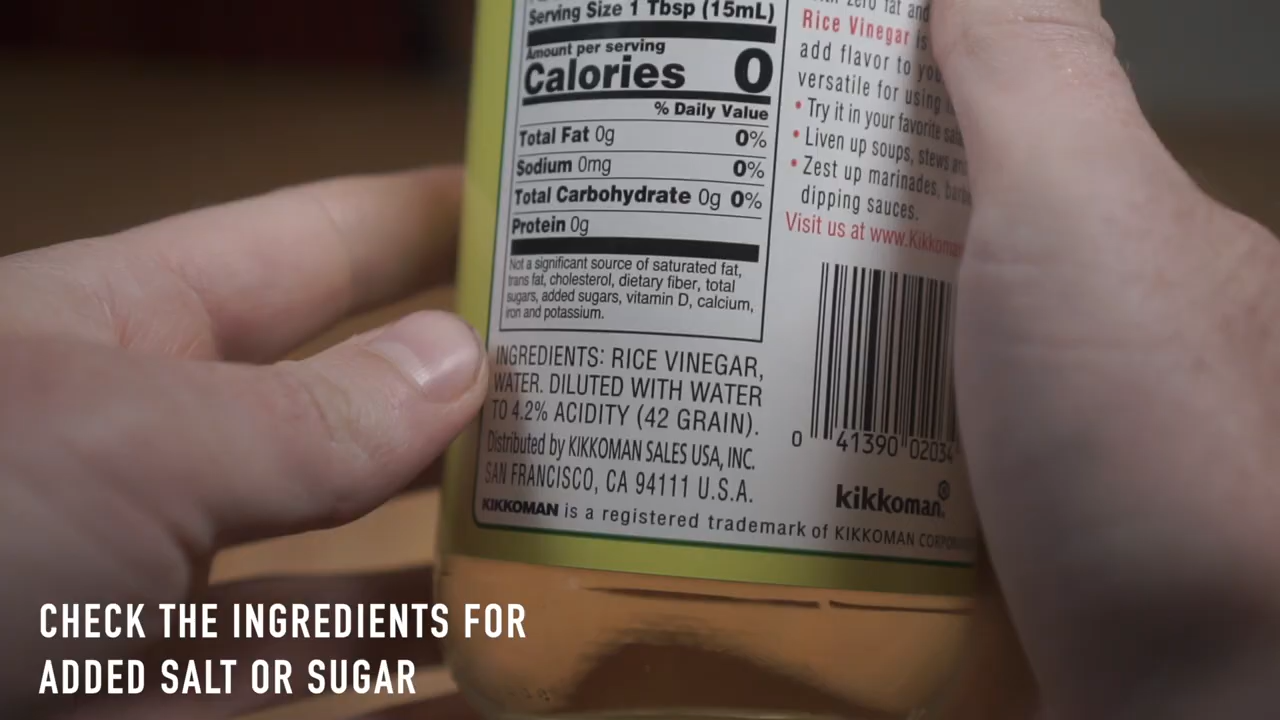 Serving Size 1 Tbsp (15mL)
Amount per serving
Calories 0
% Daily Value
Total Fat 0g 0%
Sodium 0mg 0%
Total Carbohydrate 0g 0%
Protein 0g
Not a significant source of saturated fat,
trans fat, cholesterol, dietary fiber, total
sugars, added sugars, vitamin D, calcium,
iron and potassium.
INGREDIENTS: RICE VINEGAR,
WATER. DILUTED WITH WATER
TO 4.2% ACIDITY (42 GRAIN).
Distributed by KIKKOMAN SALES USA, INC.
SAN FRANCISCO, CA 94111 U.S.A.
KIKKOMAN is a registered trademark of KIKKOMAN
zero fat and
Rice Vinegar is
add flavor to
versatile for using
• Try it in your favorite
• Liven up soups, stews
• Zest up marinades,
dipping sauces.
Visit us at www.Kikkoman
0 41390 02034
kikkoman®
CHECK THE INGREDIENTS FOR
ADDED SALT OR SUGAR